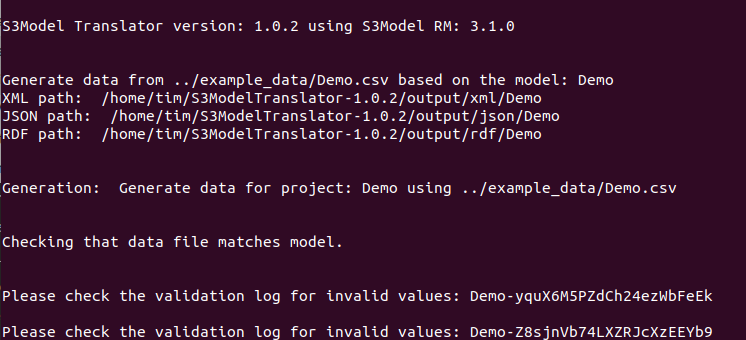 S3Model Translator version: 1.0.2 using S3Model RM: 3.1.0
Generate data from ../example_data/Demo.csv based on the model: Demo
XML path:  /home/tim/S3ModelTranslator-1.0.2/output/xml/Demo
JSON path:  /home/tim/S3ModelTranslator-1.0.2/output/json/Demo
RDF path:  /home/tim/S3ModelTranslator-1.0.2/output/rdf/Demo
Generation:  Generate data for project: Demo using ../example_data/Demo.csv
Checking that data file matches model.
Please check the validation log for invalid values: Demo-yquX6M5PZdCh24ezWbFeEk
Please check the validation log for invalid values: Demo-Z8sjnVb74LXZRJcXzEEYb9